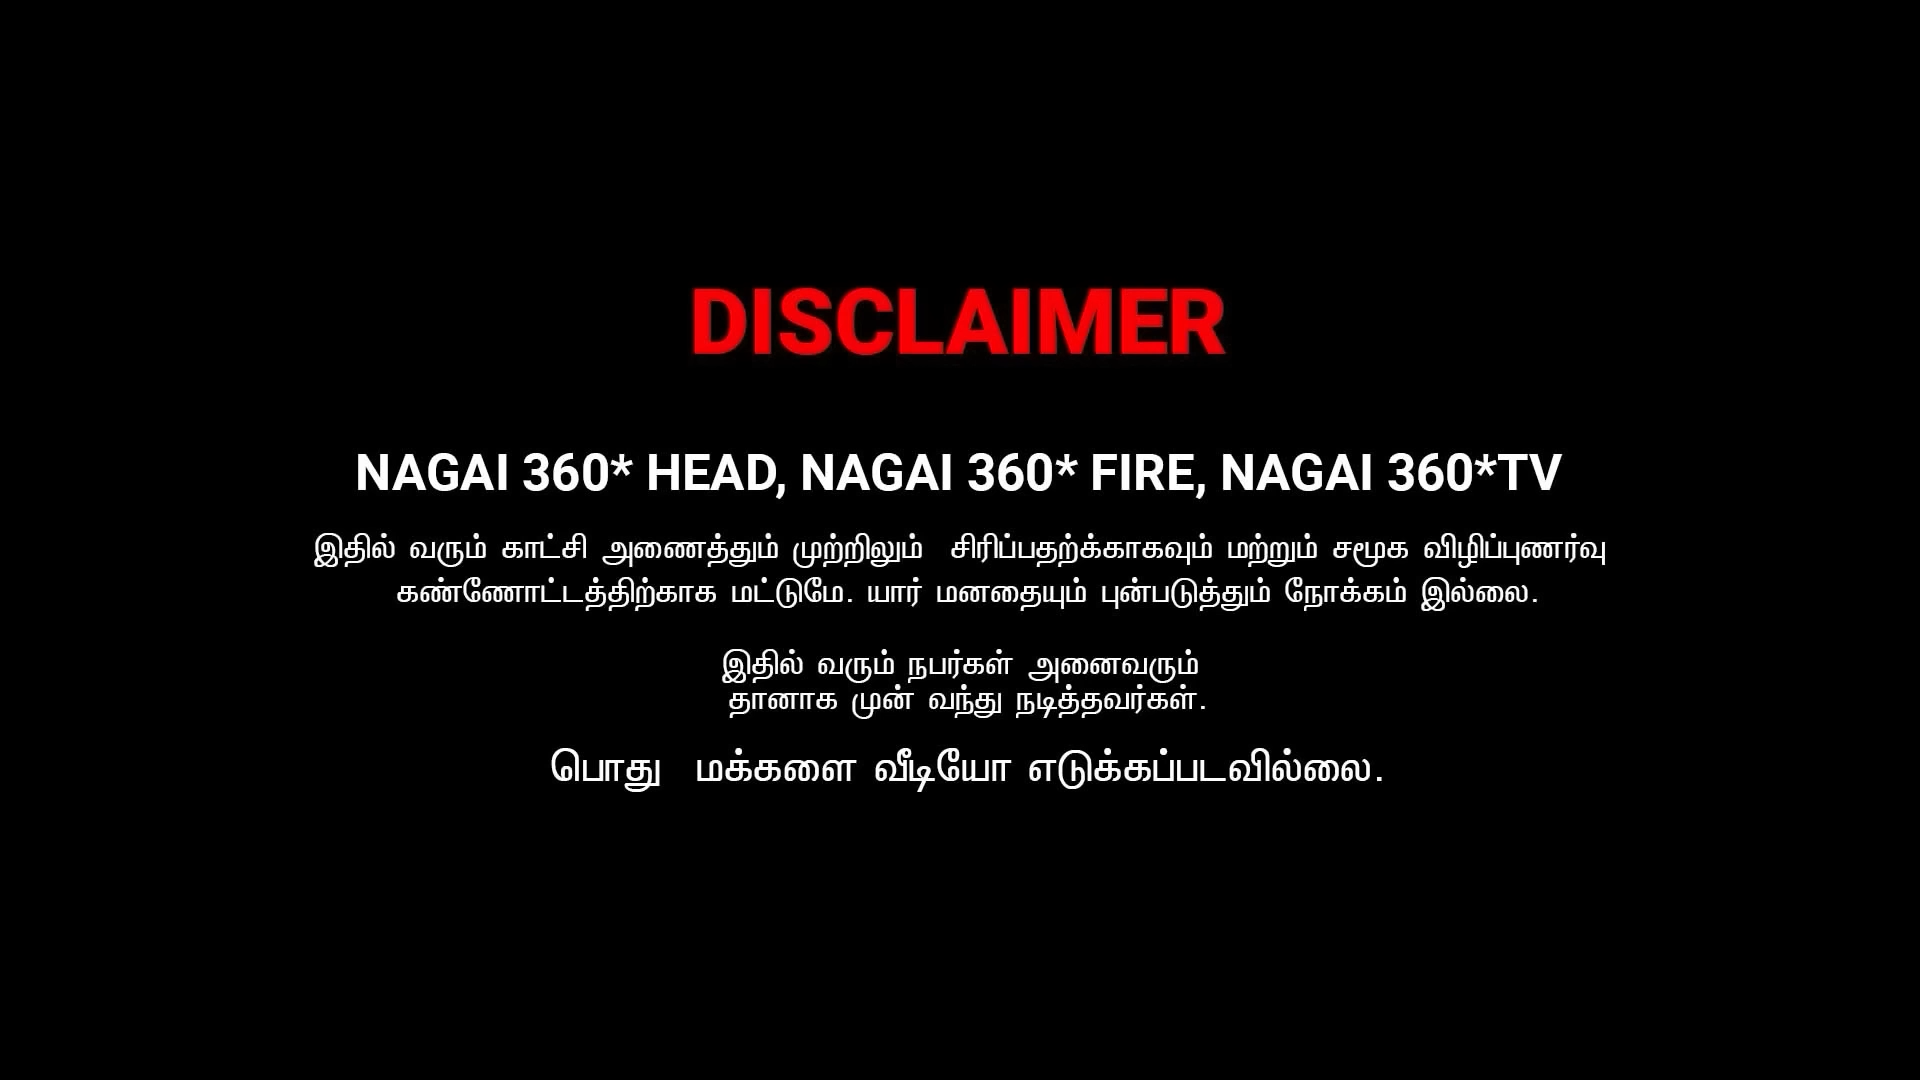 DISCLAIMER
NAGAI 360* HEAD, NAGAI 360* FIRE, NAGAI 360*TV
இதில் வரும் காட்சி அணைத்தும் முற்றிலும் சிரிப்பதற்க்காகவும் மற்றும் சமூக விழிப்புணர்வு
கண்ணோட்டத்திற்காக மட்டுமே. யார் மனதையும் புன்படுத்தும் நோக்கம் இல்லை.
இதில் வரும் நபர்கள் அனைவரும்
தானாக முன் வந்து நடித்தவர்கள்.
பொது மக்களை வீடியோ எடுக்கப்படவில்லை.